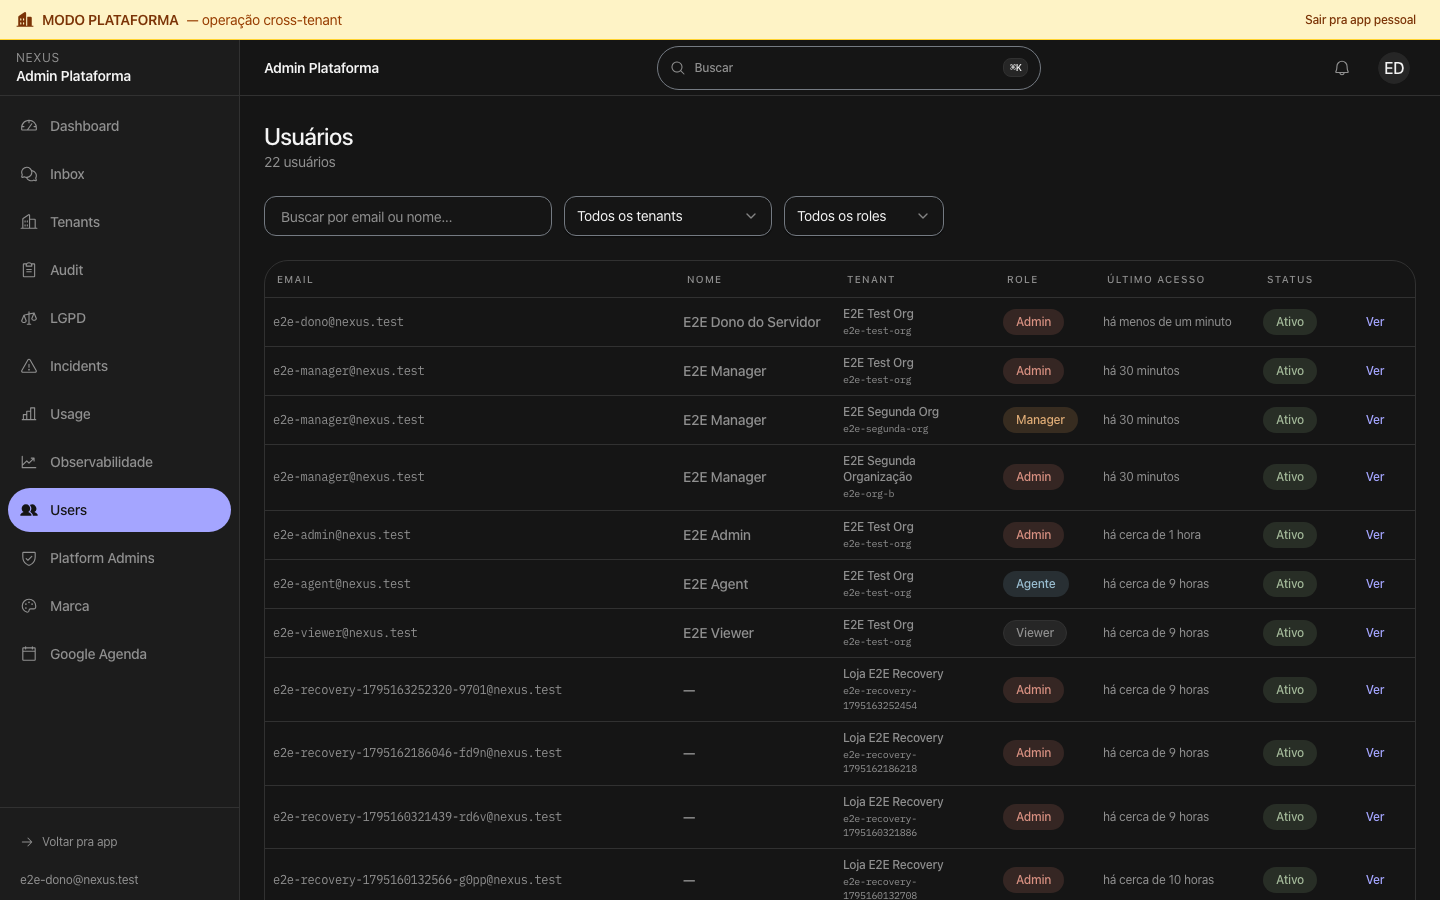 MODO PLATAFORMA — operação cross-tenant
Sair pra app pessoal
NEXUS
Admin Plataforma
Admin Plataforma
Buscar
⌘K
ED
Dashboard
Inbox
Tenants
Audit
LGPD
Incidents
Usage
Observabilidade
Users
Platform Admins
Marca
Google Agenda
Voltar pra app
e2e-dono@nexus.test
Usuários
22 usuários
Buscar por email ou nome...
Todos os tenants
Todos os roles
EMAIL NOME TENANT ROLE ÚLTIMO ACESSO STATUS
e2e-dono@nexus.test E2E Dono do Servidor E2E Test Org Admin há menos de um minuto Ativo Ver
e2e-test-org
e2e-manager@nexus.test E2E Manager E2E Test Org Admin há 30 minutos Ativo Ver
e2e-test-org
e2e-manager@nexus.test E2E Manager E2E Segunda Org Manager há 30 minutos Ativo Ver
e2e-segunda-org
e2e-manager@nexus.test E2E Manager E2E Segunda Admin há 30 minutos Ativo Ver
Organização
e2e-org-b
e2e-admin@nexus.test E2E Admin E2E Test Org Admin há cerca de 1 hora Ativo Ver
e2e-test-org
e2e-agent@nexus.test E2E Agent E2E Test Org Agente há cerca de 9 horas Ativo Ver
e2e-test-org
e2e-viewer@nexus.test E2E Viewer E2E Test Org Viewer há cerca de 9 horas Ativo Ver
e2e-test-org
e2e-recovery-1795163252320-9701@nexus.test — Loja E2E Recovery Admin há cerca de 9 horas Ativo Ver
e2e-recovery-
1795163252454
e2e-recovery-1795162186046-fd9n@nexus.test — Loja E2E Recovery Admin há cerca de 9 horas Ativo Ver
e2e-recovery-
1795162186218
e2e-recovery-1795160321439-rd6v@nexus.test — Loja E2E Recovery Admin há cerca de 9 horas Ativo Ver
e2e-recovery-
1795160321886
e2e-recovery-1795160132566-g0pp@nexus.test — Loja E2E Recovery Admin há cerca de 10 horas Ativo Ver
e2e-recovery-
1795160132708